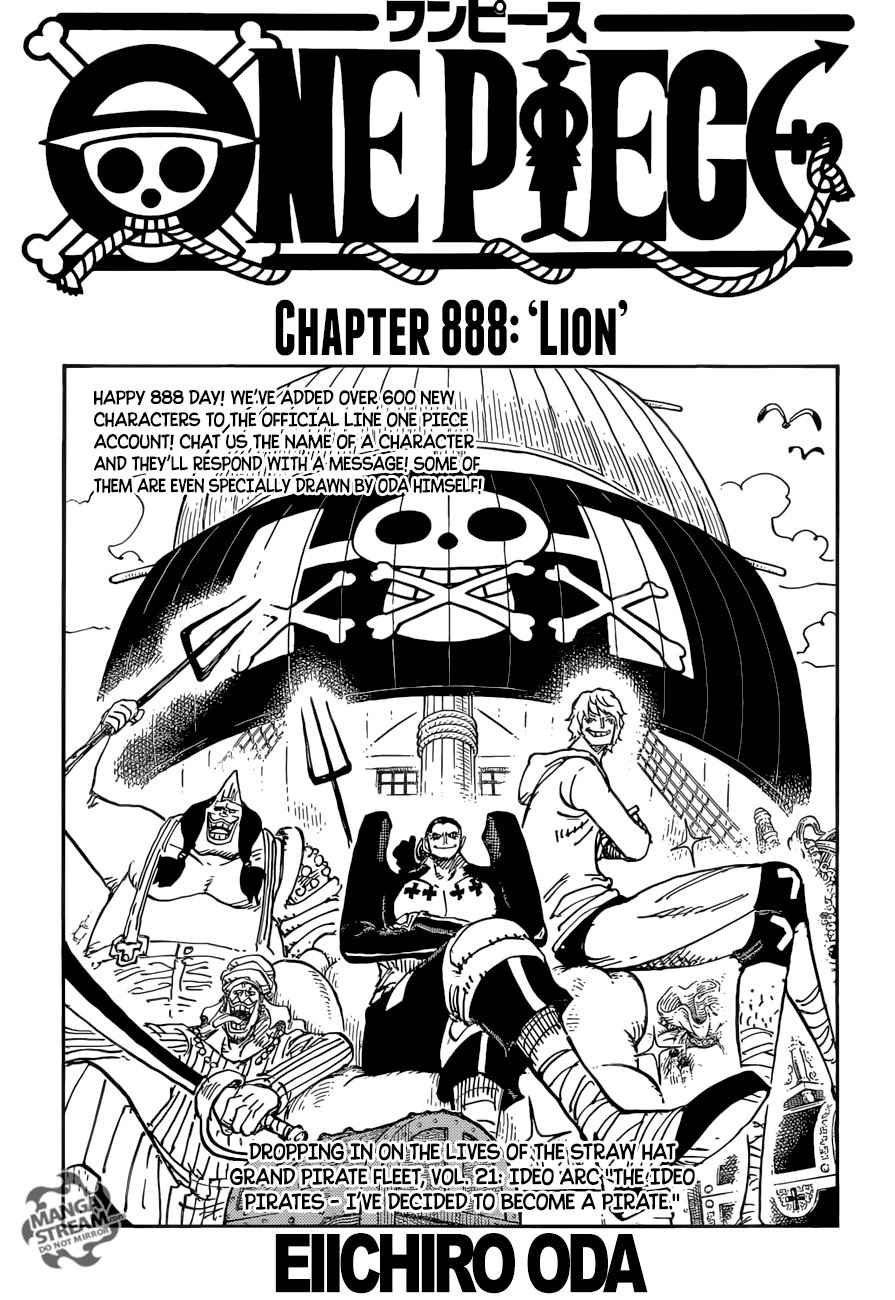 ワンピース
ONE PIECE
CHAPTER 888: ‘LION’
HAPPY 888 DAY! WE'VE ADDED OVER 600 NEW
CHARACTERS TO THE OFFICIAL LINE ONE PIECE
ACCOUNT! CHAT US THE NAME OF A CHARACTER
AND THEY'LL RESPOND WITH A MESSAGE! SOME OF
THEM ARE EVEN SPECIALLY DRAWN BY ODA HIMSELF!
DROPPING IN ON THE LIVES OF THE STRAW HAT
GRAND PIRATE FLEET, VOL. 21: IDEO ARC "THE IDEO
PIRATES - I'VE DECIDED TO BECOME A PIRATE."
MANGA
STREAM
DO NOT MIRROR
EIICHIRO ODA